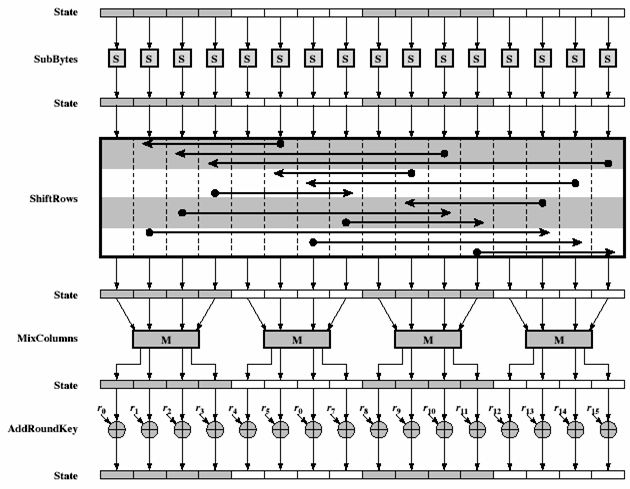 State
SubBytes S S S S S S S S S S S S S S S S
State
ShiftRows
State
MixColumns M M M M
State
r0 r1 r2 r3 r4 r5 r0 r7 r8 r9 r10 r11 r12 r13 r14 r15
AddRoundKey
State